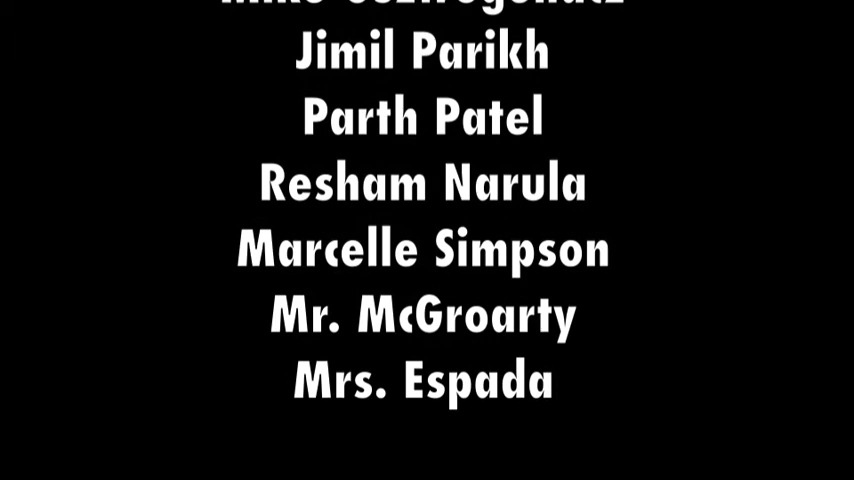 Jimil Parikh
Parth Patel
Resham Narula
Marcelle Simpson
Mr. McGroarty
Mrs. Espada